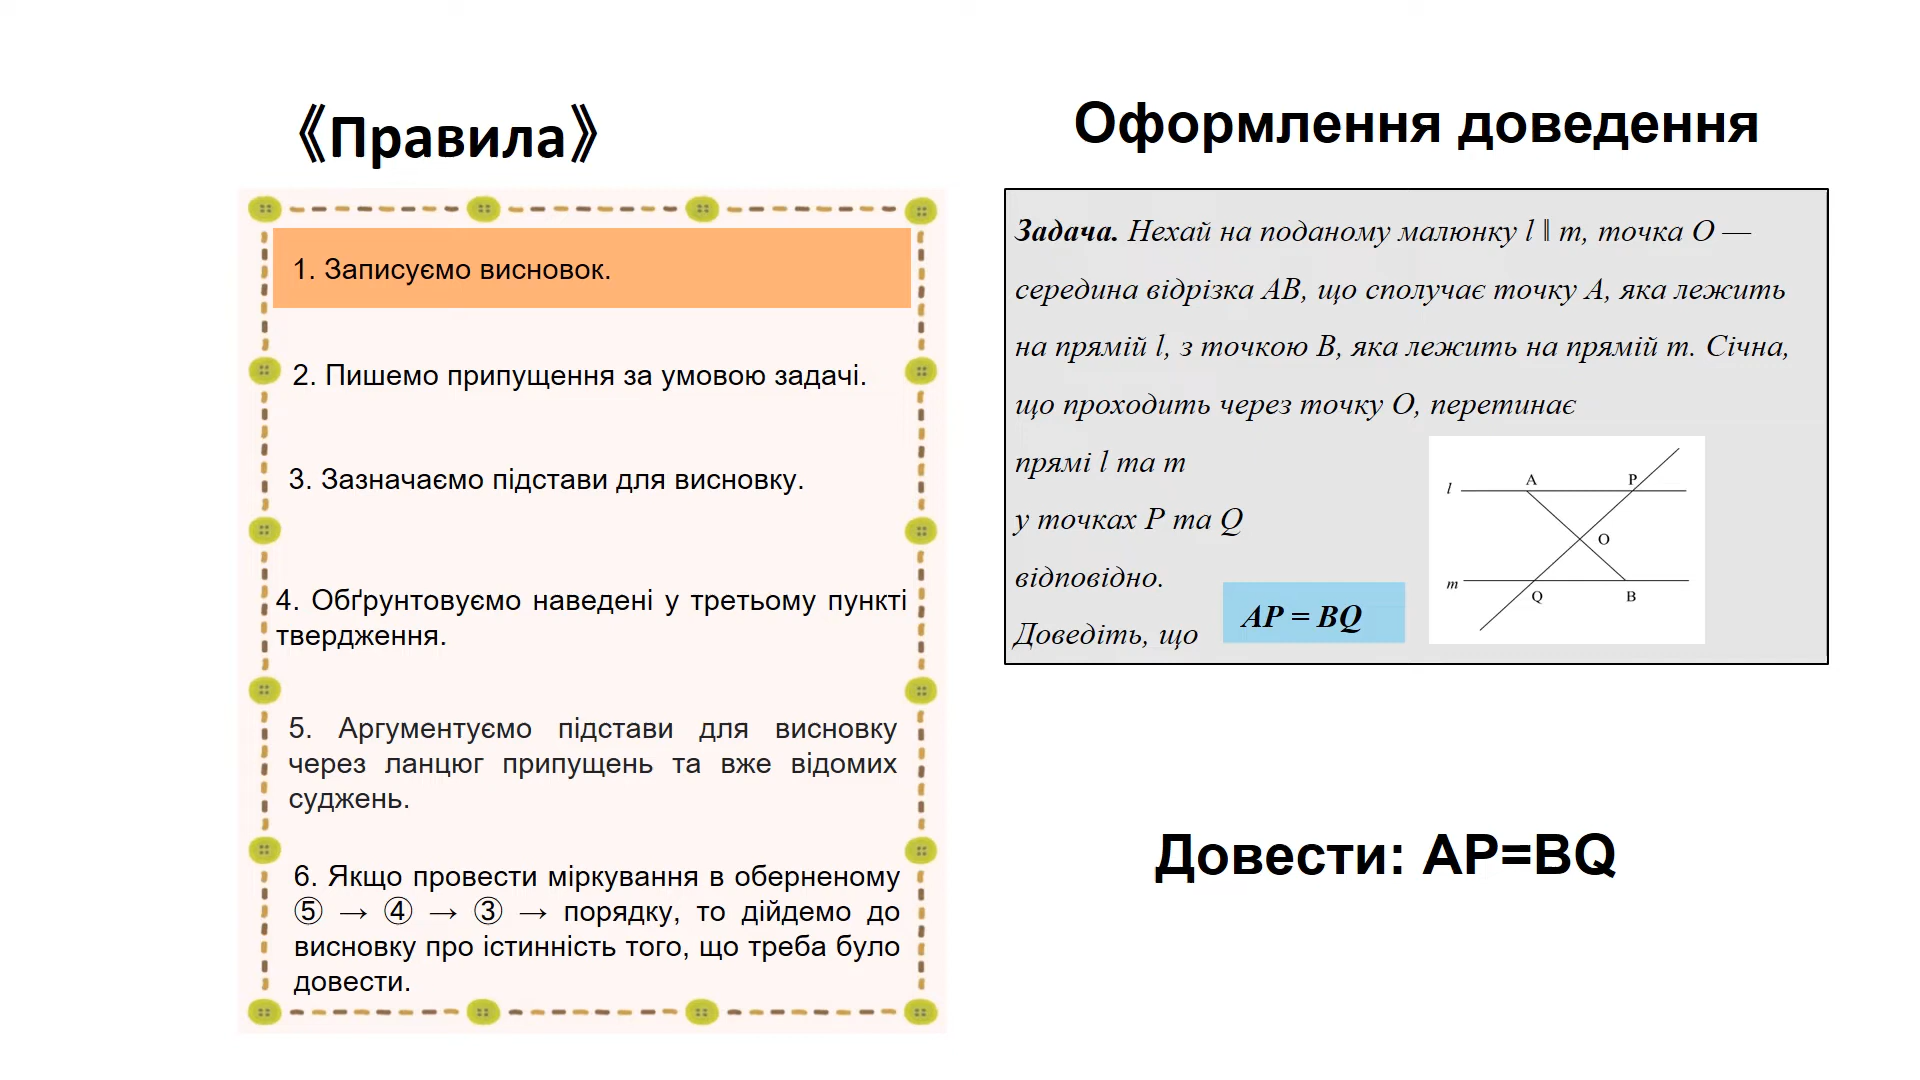 《Правила》
1. Записуємо висновок.
2. Пишемо припущення за умовою задачі.
3. Зазначаємо підстави для висновку.
4. Обґрунтовуємо наведені у третьому пункті
твердження.
5. Аргументуємо підстави для висновку
через ланцюг припущень та вже відомих
суджень.
6. Якщо провести міркування в оберненому
⑤ → ④ → ③ → порядку, то дійдемо до
висновку про істинність того, що треба було
довести.
Оформлення доведення
Задача. Нехай на поданому малюнку l ∥ m, точка O —
середина відрізка AB, що сполучає точку A, яка лежить
на прямій l, з точкою B, яка лежить на прямій m. Січна,
що проходить через точку O, перетинає
прямі l та m
у точках P та Q
відповідно.
Доведіть, що AP = BQ
l A P
O
m Q B
Довести: AP=BQ